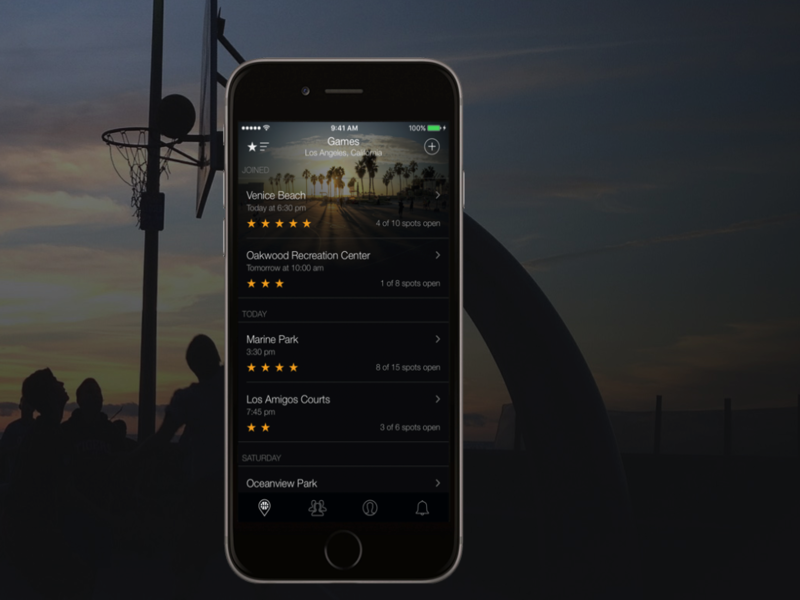 9:41 AM
100%
Games
Los Angeles, California
JOINED
Venice Beach
Today at 6:30 pm
4 of 10 spots open
Oakwood Recreation Center
Tomorrow at 10:00 am
1 of 8 spots open
TODAY
Marine Park
3:30 pm
8 of 15 spots open
Los Amigos Courts
7:45 pm
3 of 6 spots open
SATURDAY
Oceanview Park